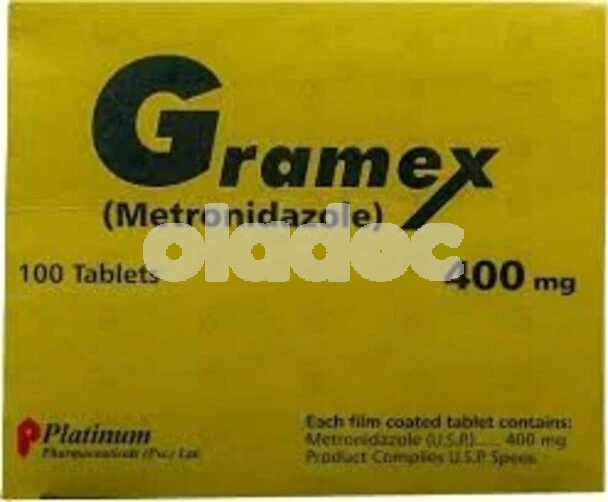 Gramex
(Metronidazole)
oladoc
100 Tablets
400 mg
Platinum
Pharmaceuticals (Pvt.) Ltd.
Each film coated tablet contains:
Metronidazole (U.S.P.)..... 400 mg
Product Complies U.S.P. Specs.